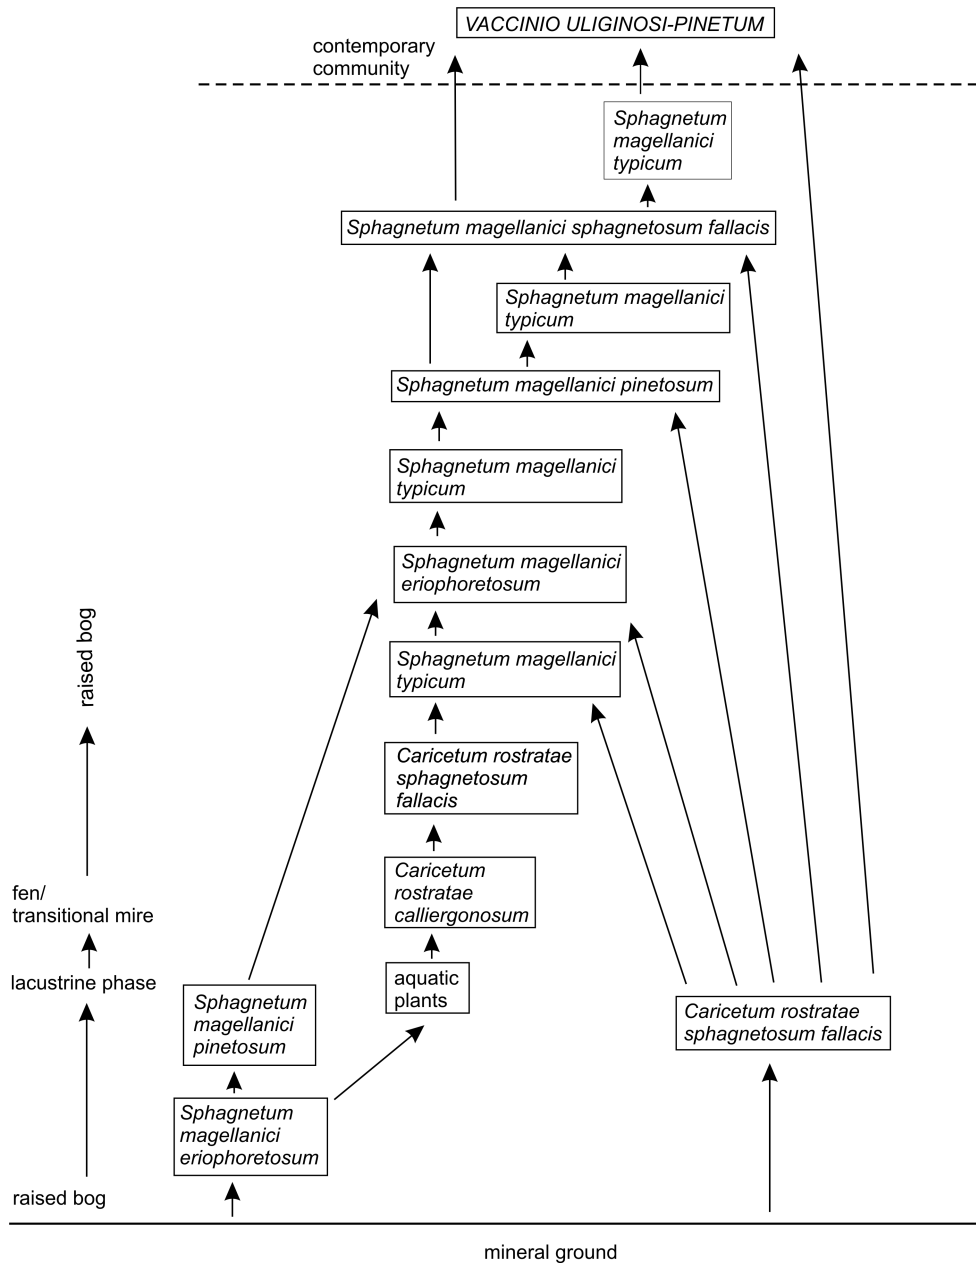 VACCINIO ULIGINOSI-PINETUM
contemporary
community
Sphagnetum
magellanici
typicum
Sphagnetum magellanici sphagnetosum fallacis
Sphagnetum magellanici
typicum
Sphagnetum magellanici pinetosum
Sphagnetum magellanici
typicum
Sphagnetum magellanici
eriophoretosum
Sphagnetum magellanici
typicum
raised bog
Caricetum rostratae
sphagnetosum
fallacis
Caricetum
rostratae
calliergonosum
fen/
transitional mire
lacustrine phase
aquatic
plants
Sphagnetum
magellanici
pinetosum
Caricetum rostratae
sphagnetosum fallacis
Sphagnetum
magellanici
eriophoretosum
raised bog
mineral ground